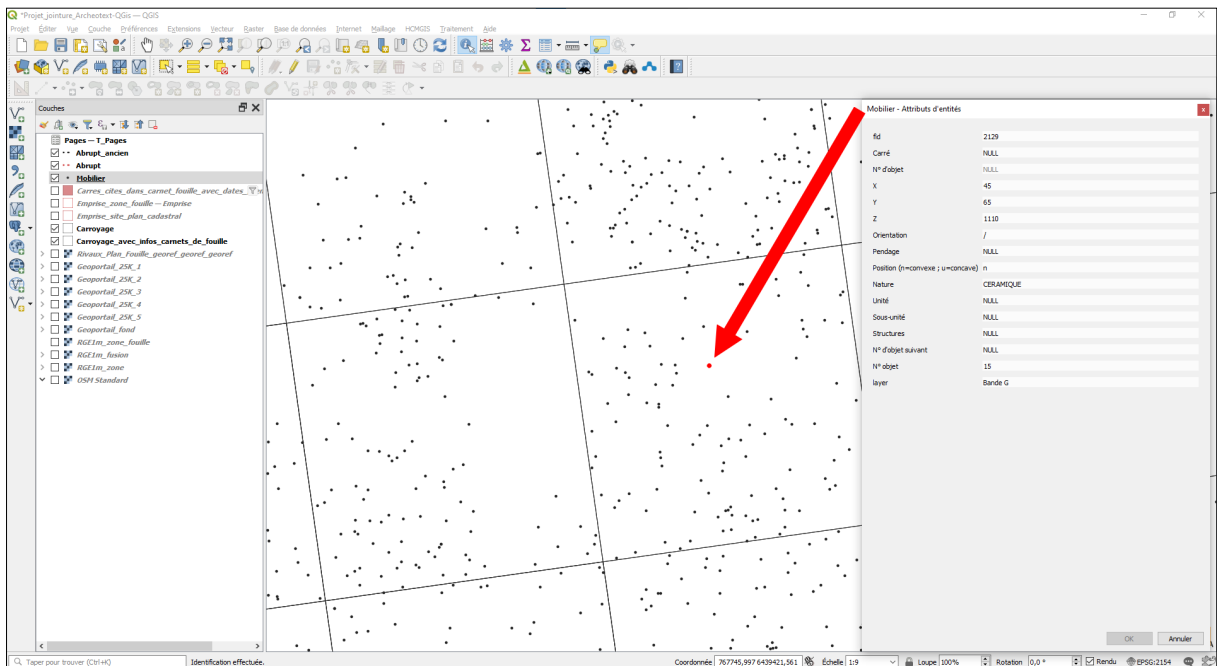 *Projet_jointure_Archeotext-QGis — QGIS
Projet Éditer Vue Couche Préférences Extensions Vecteur Raster Base de données Internet Maillage HCMGIS Traitement Aide
Couches
Pages — T_Pages
Abrupt_ancien
Abrupt
Mobilier
Carres_cites_dans_carnet_fouille_avec_dates_
Emprise_zone_fouille — Emprise
Emprise_site_plan_cadastral
Carroyage
Carroyage_avec_infos_carnets_de_fouille
Rivaux_Plan_Fouille_georef_georef_georef
Geoportail_25K_1
Geoportail_25K_2
Geoportail_25K_3
Geoportail_25K_4
Geoportail_25K_5
Geoportail_fond
RGE1m_zone_fouille
RGE1m_fusion
RGE1m_zone
OSM Standard
Mobilier - Attributs d'entités
fid 2129
Carré NULL
N° d'objet NULL
X 45
Y 65
Z 1110
Orientation /
Pendage NULL
Position (n=convexe ; u=concave) n
Nature CERAMIQUE
Unité NULL
Sous-unité NULL
Structures NULL
N° d'objet suivant NULL
N° objet 15
layer Bande G
OK Annuler
Taper pour trouver (Ctrl+K) Identification effectuée. Coordonnée 767745,997 6439421,561 Échelle 1:9 Loupe 100% Rotation 0,0 ° Rendu EPSG:2154